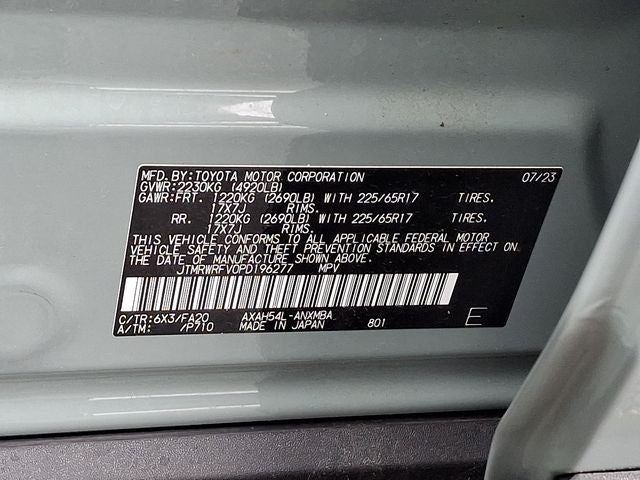 MFD. BY: TOYOTA MOTOR CORPORATION 07/23
GVWR: 2230KG (4920LB)
GAWR: FRT. 1220KG (2690LB) WITH 225/65R17 TIRES.
17X7J RIMS.
RR. 1220KG (2690LB) WITH 225/65R17 TIRES.
17X7J RIMS.
THIS VEHICLE CONFORMS TO ALL APPLICABLE FEDERAL MOTOR
VEHICLE SAFETY AND THEFT PREVENTION STANDARDS IN EFFECT ON
THE DATE OF MANUFACTURE SHOWN ABOVE.
JTMRWRFV0PD196277 MPV
C/TR: 6X3/FA20 AXAH54L-ANXMBA
A/TM: /P710 MADE IN JAPAN 801 E